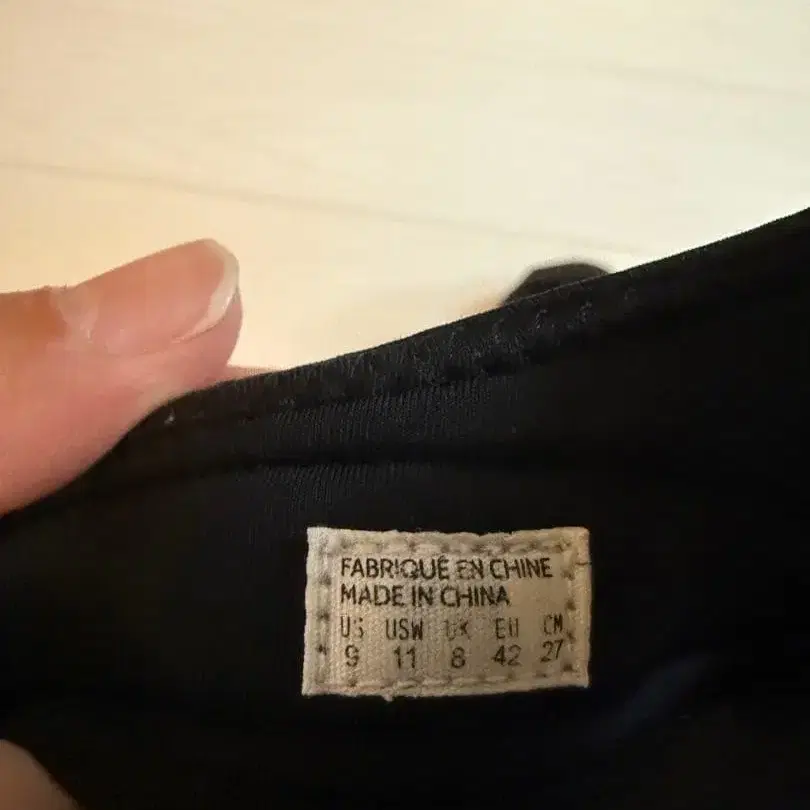 FABRIQUÉ EN CHINE
MADE IN CHINA
US USW UK EU CM
9 11 8 42 27